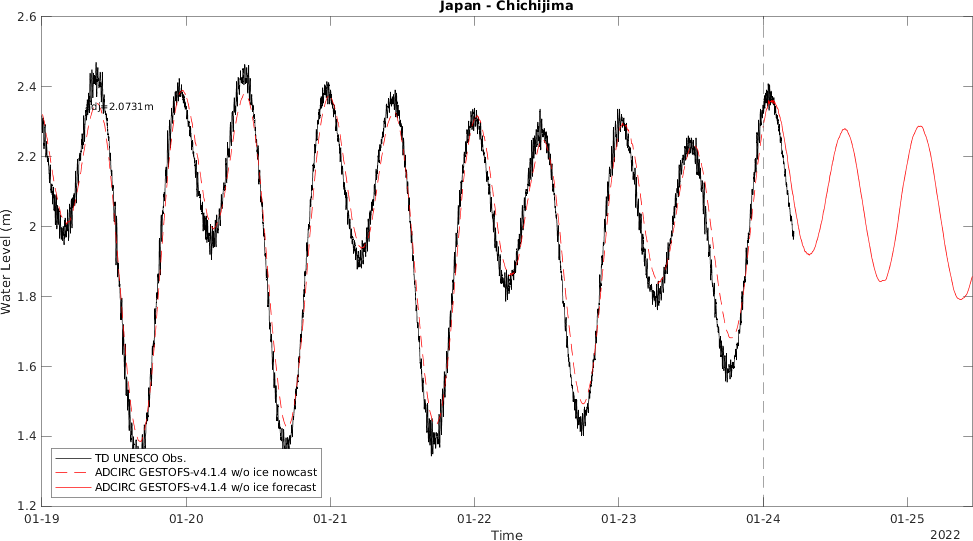 Japan - Chichijima
Water Level (m)
2.6
2.4
2.2
2
1.8
1.6
1.4
1.2
=2.0731m
TD UNESCO Obs.
ADCIRC GESTOFS-v4.1.4 w/o ice nowcast
ADCIRC GESTOFS-v4.1.4 w/o ice forecast
01-19 01-20 01-21 01-22 01-23 01-24 01-25
Time
2022